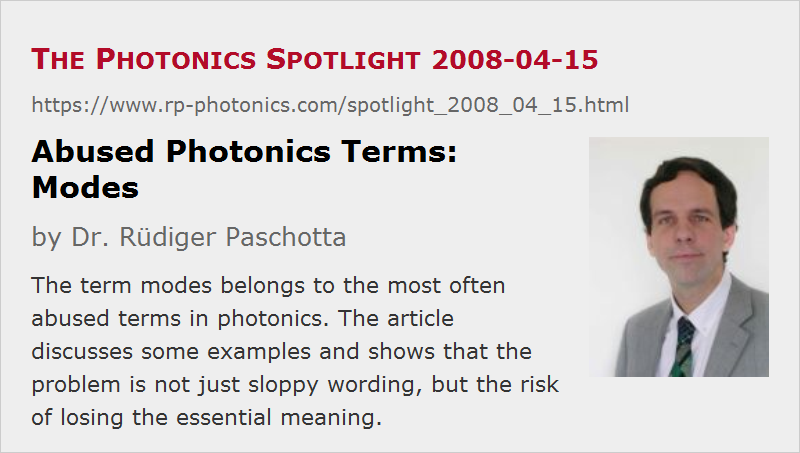 The Photonics Spotlight 2008-04-15
https://www.rp-photonics.com/spotlight_2008_04_15.html
Abused Photonics Terms:
Modes
by Dr. Rüdiger Paschotta
The term modes belongs to the most often
abused terms in photonics. The article
discusses some examples and shows that the
problem is not just sloppy wording, but the risk
of losing the essential meaning.